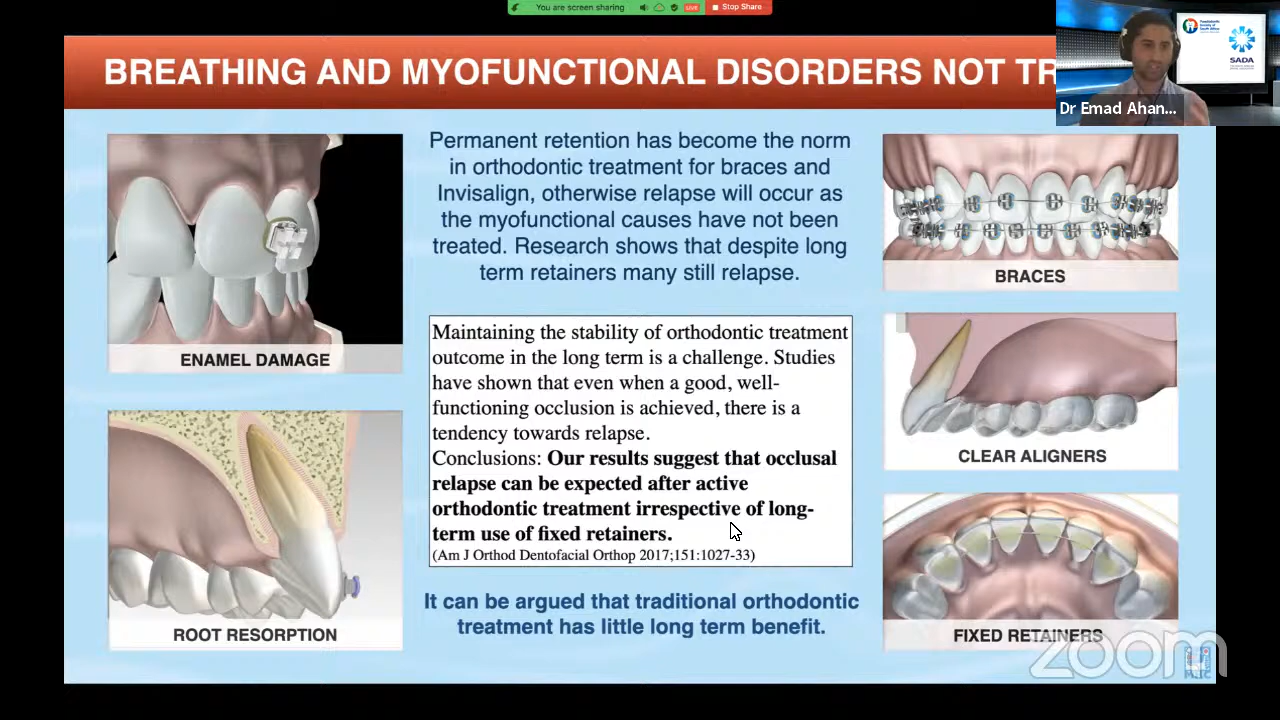 You are screen sharing
LIVE
Stop Share
SADA
Dr Emad Ahan...
BREATHING AND MYOFUNCTIONAL DISORDERS NOT TR
Permanent retention has become the norm
in orthodontic treatment for braces and
Invisalign, otherwise relapse will occur as
the myofunctional causes have not been
treated. Research shows that despite long
term retainers many still relapse.
ENAMEL DAMAGE
ROOT RESORPTION
Maintaining the stability of orthodontic treatment
outcome in the long term is a challenge. Studies
have shown that even when a good, well-
functioning occlusion is achieved, there is a
tendency towards relapse.
Conclusions: Our results suggest that occlusal
relapse can be expected after active
orthodontic treatment irrespective of long-
term use of fixed retainers.
(Am J Orthod Dentofacial Orthop 2017;151:1027-33)
It can be argued that traditional orthodontic
treatment has little long term benefit.
BRACES
CLEAR ALIGNERS
FIXED RETAINERS
zoom